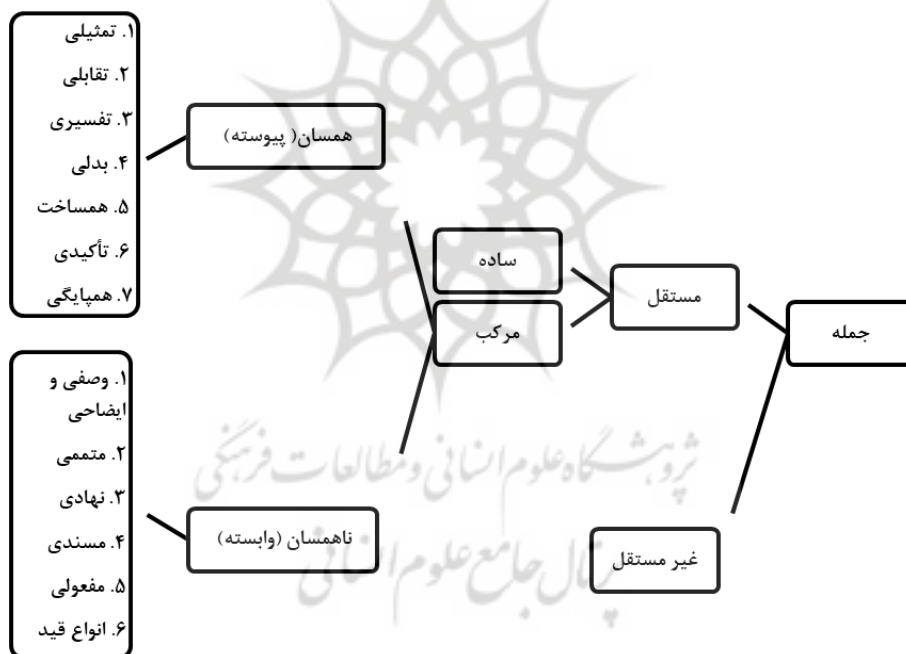 جمله
مستقل
غیر مستقل
ساده
مرکب
همسان( پیوسته)
۱. تمثیلی
۲. تقابلی
۳. تفسیری
۴. بدلی
۵. همساخت
۶. تأکیدی
۷. همپایگی
ناهمسان (وابسته)
۱. وصفی و
ایضاحی
۲. متممی
۳. نهادی
۴. مسندی
۵. مفعولی
۶. انواع قید
پژوهشگاه علوم انسانی و مطالعات فرهنگی
پرتال جامع علوم انسانی